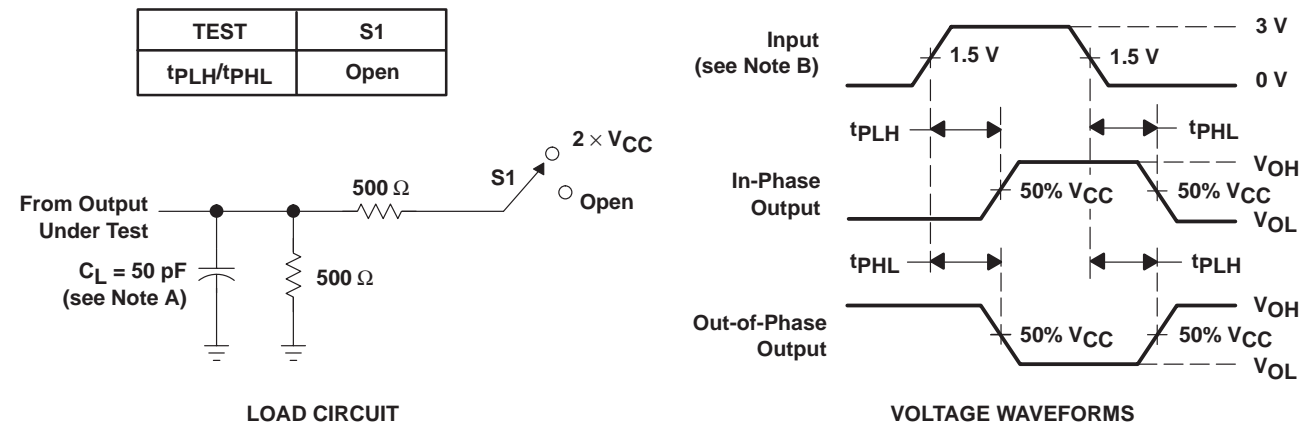 TEST S1
tPLH/tPHL Open
2 × VCC
S1
Open
500 Ω
From Output
Under Test
CL = 50 pF
(see Note A)
500 Ω
LOAD CIRCUIT
Input
(see Note B)
1.5 V
1.5 V
3 V
0 V
tPLH
tPHL
In-Phase
Output
50% VCC
50% VCC
VOH
VOL
tPHL
tPLH
Out-of-Phase
Output
50% VCC
50% VCC
VOH
VOL
VOLTAGE WAVEFORMS